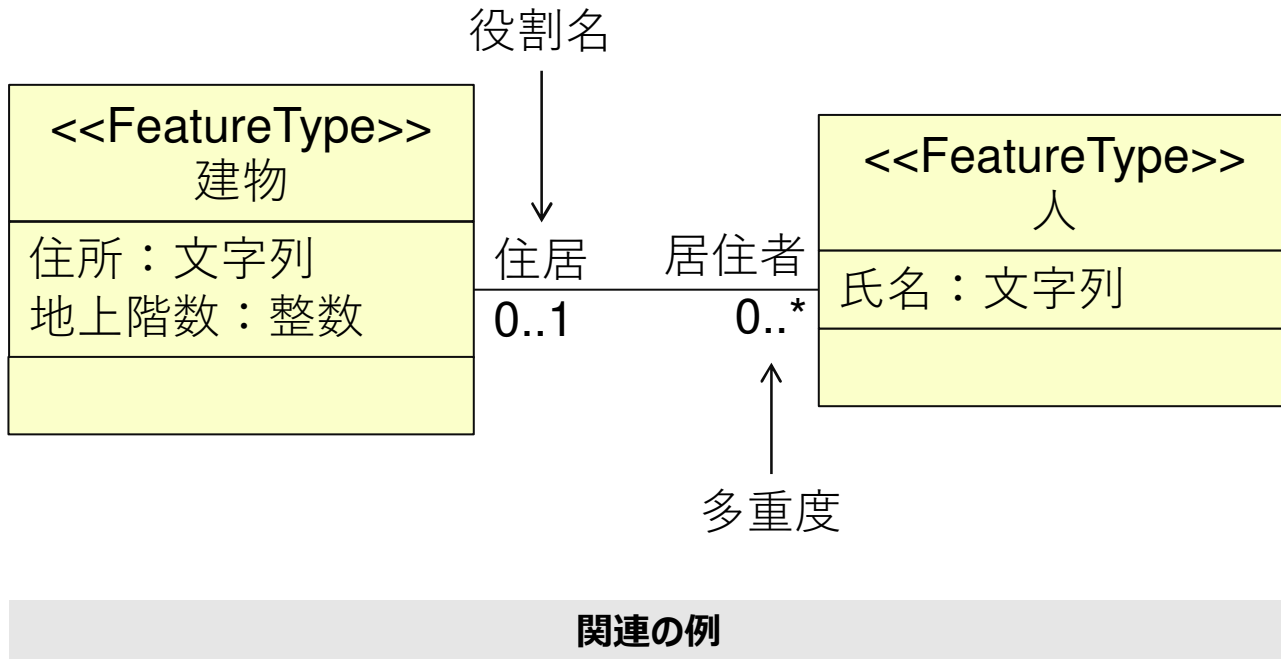 役割名
<<FeatureType>>
建物
住所：文字列
地上階数：整数
住居
0..1
居住者
0..*
<<FeatureType>>
人
氏名：文字列
多重度
関連の例